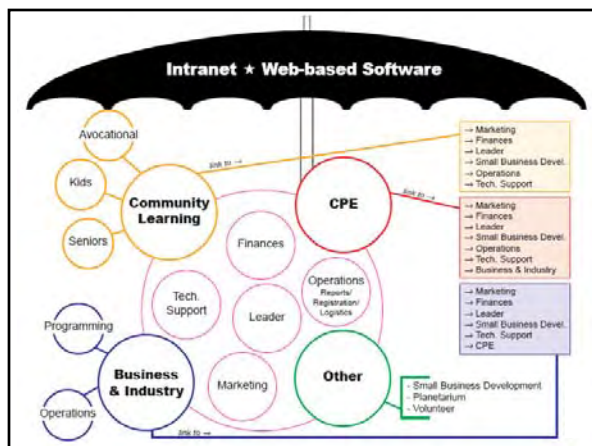 Intranet ★ Web-based Software
Avocational
Kids
Seniors
Community
Learning
link to →
CPE
link to →
→ Marketing
→ Finances
→ Leader
→ Small Business Devel.
→ Operations
→ Tech. Support
→ Marketing
→ Finances
→ Leader
→ Small Business Devel.
→ Operations
→ Tech. Support
→ Business & Industry
→ Marketing
→ Finances
→ Leader
→ Small Business Devel.
→ Tech. Support
→ CPE
Finances
Tech.
Support
Leader
Operations
Reports/
Registration/
Logistics
Marketing
Programming
Operations
Business
& Industry
link to →
Other
- Small Business Development
- Planetarium
- Volunteer